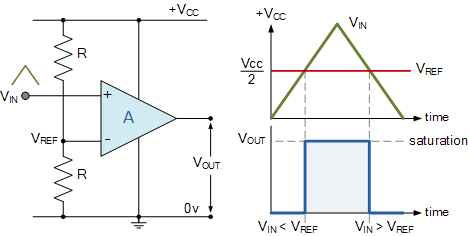 +VCC
R
VIN
+
A
VREF
-
R
VOUT
0v
+VCC
VIN
Vcc
2
VREF
time
VOUT
saturation
time
VIN < VREF
VIN > VREF